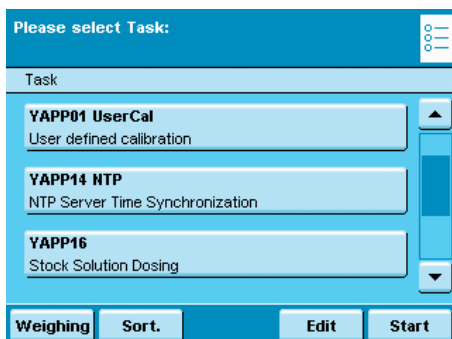 Please select Task:
Task
YAPP01 UserCal
User defined calibration
YAPP14 NTP
NTP Server Time Synchronization
YAPP16
Stock Solution Dosing
Weighing Sort. Edit Start